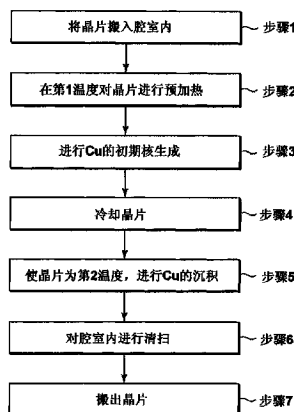 将晶片搬入腔室内
步骤1
在第1温度对晶片进行预加热
步骤2
进行Cu的初期核生成
步骤3
冷却晶片
步骤4
使晶片为第2温度，进行Cu的沉积
步骤5
对腔室内进行清扫
步骤6
搬出晶片
步骤7